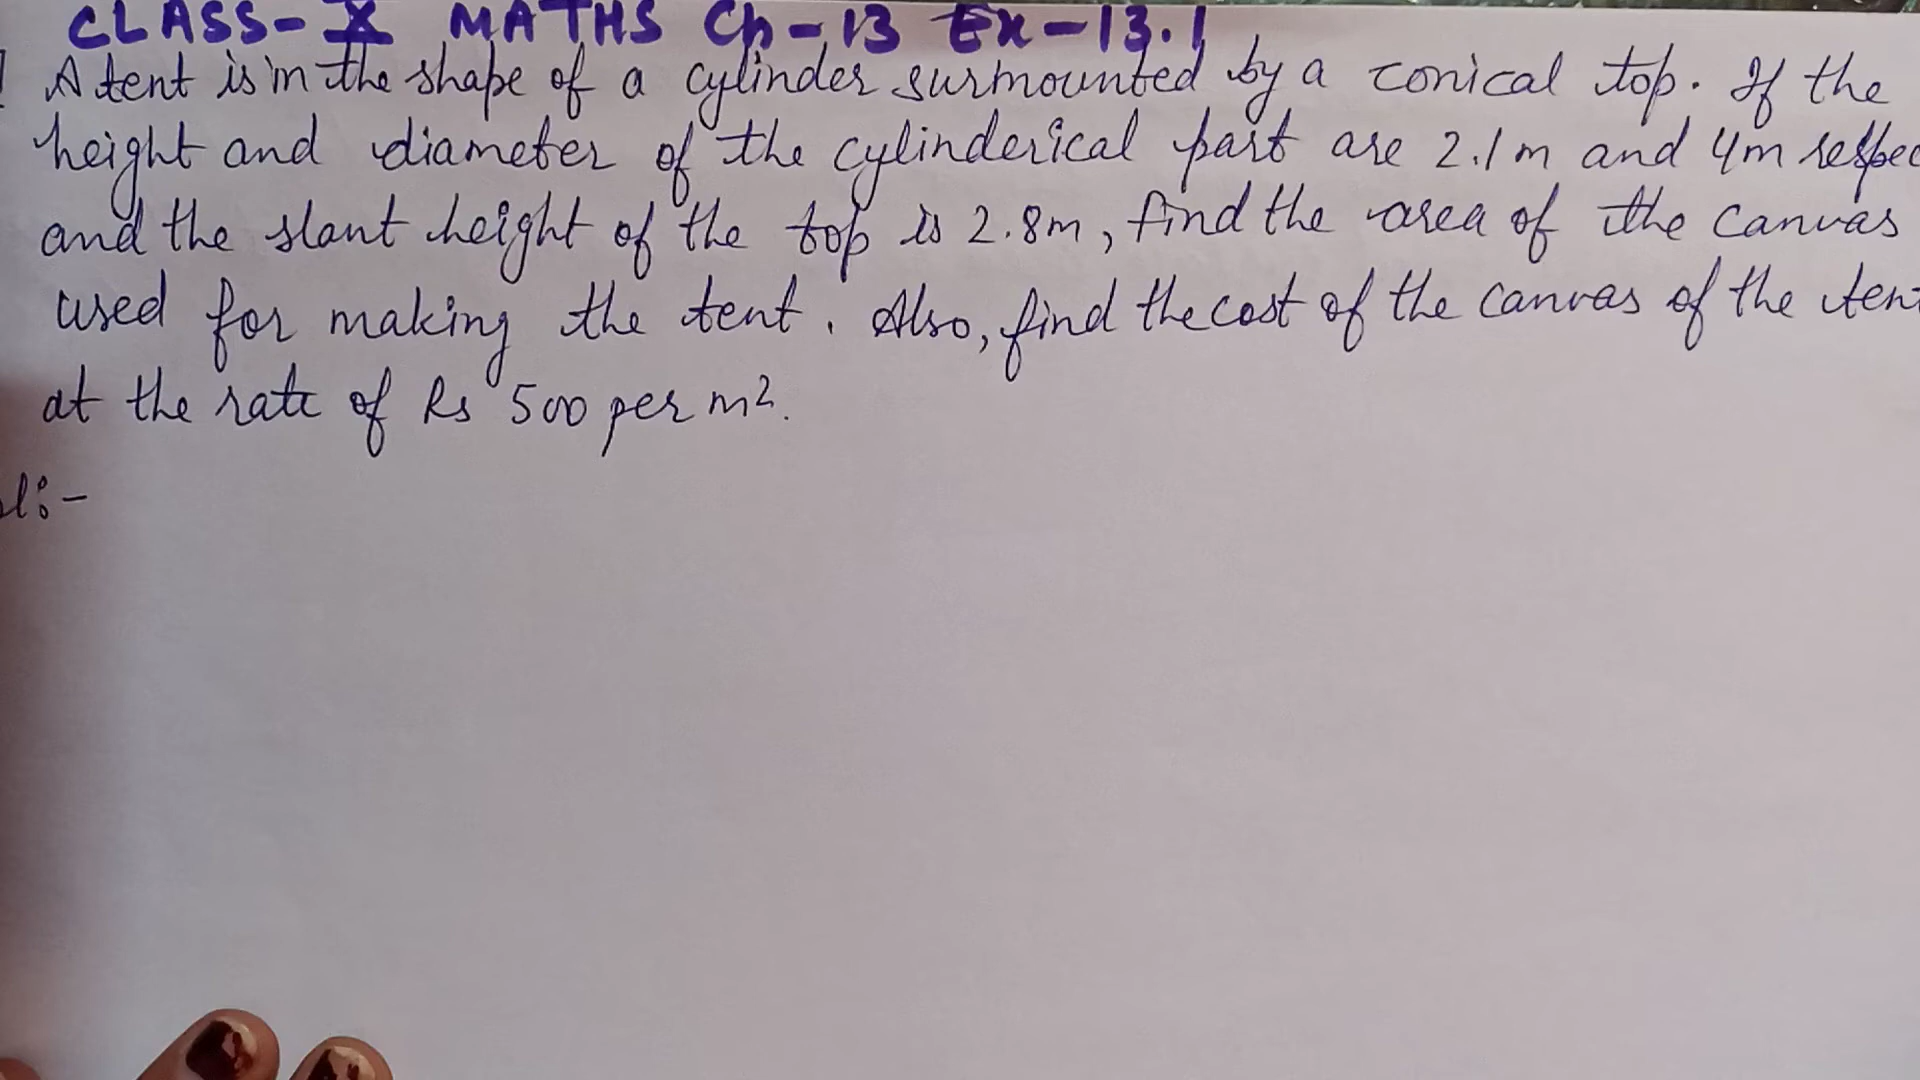 CLASS-X MATHS Ch-13 Ex-13.1
A tent is in the shape of a cylinder surmounted by a conical top. If the
height and diameter of the cylinderical part are 2.1m and 4m respec
and the slant height of the top is 2.8m, find the area of the canvas
used for making the tent. Also, find the cost of the canvas of the tent
at the rate of Rs 500 per m².
l:-